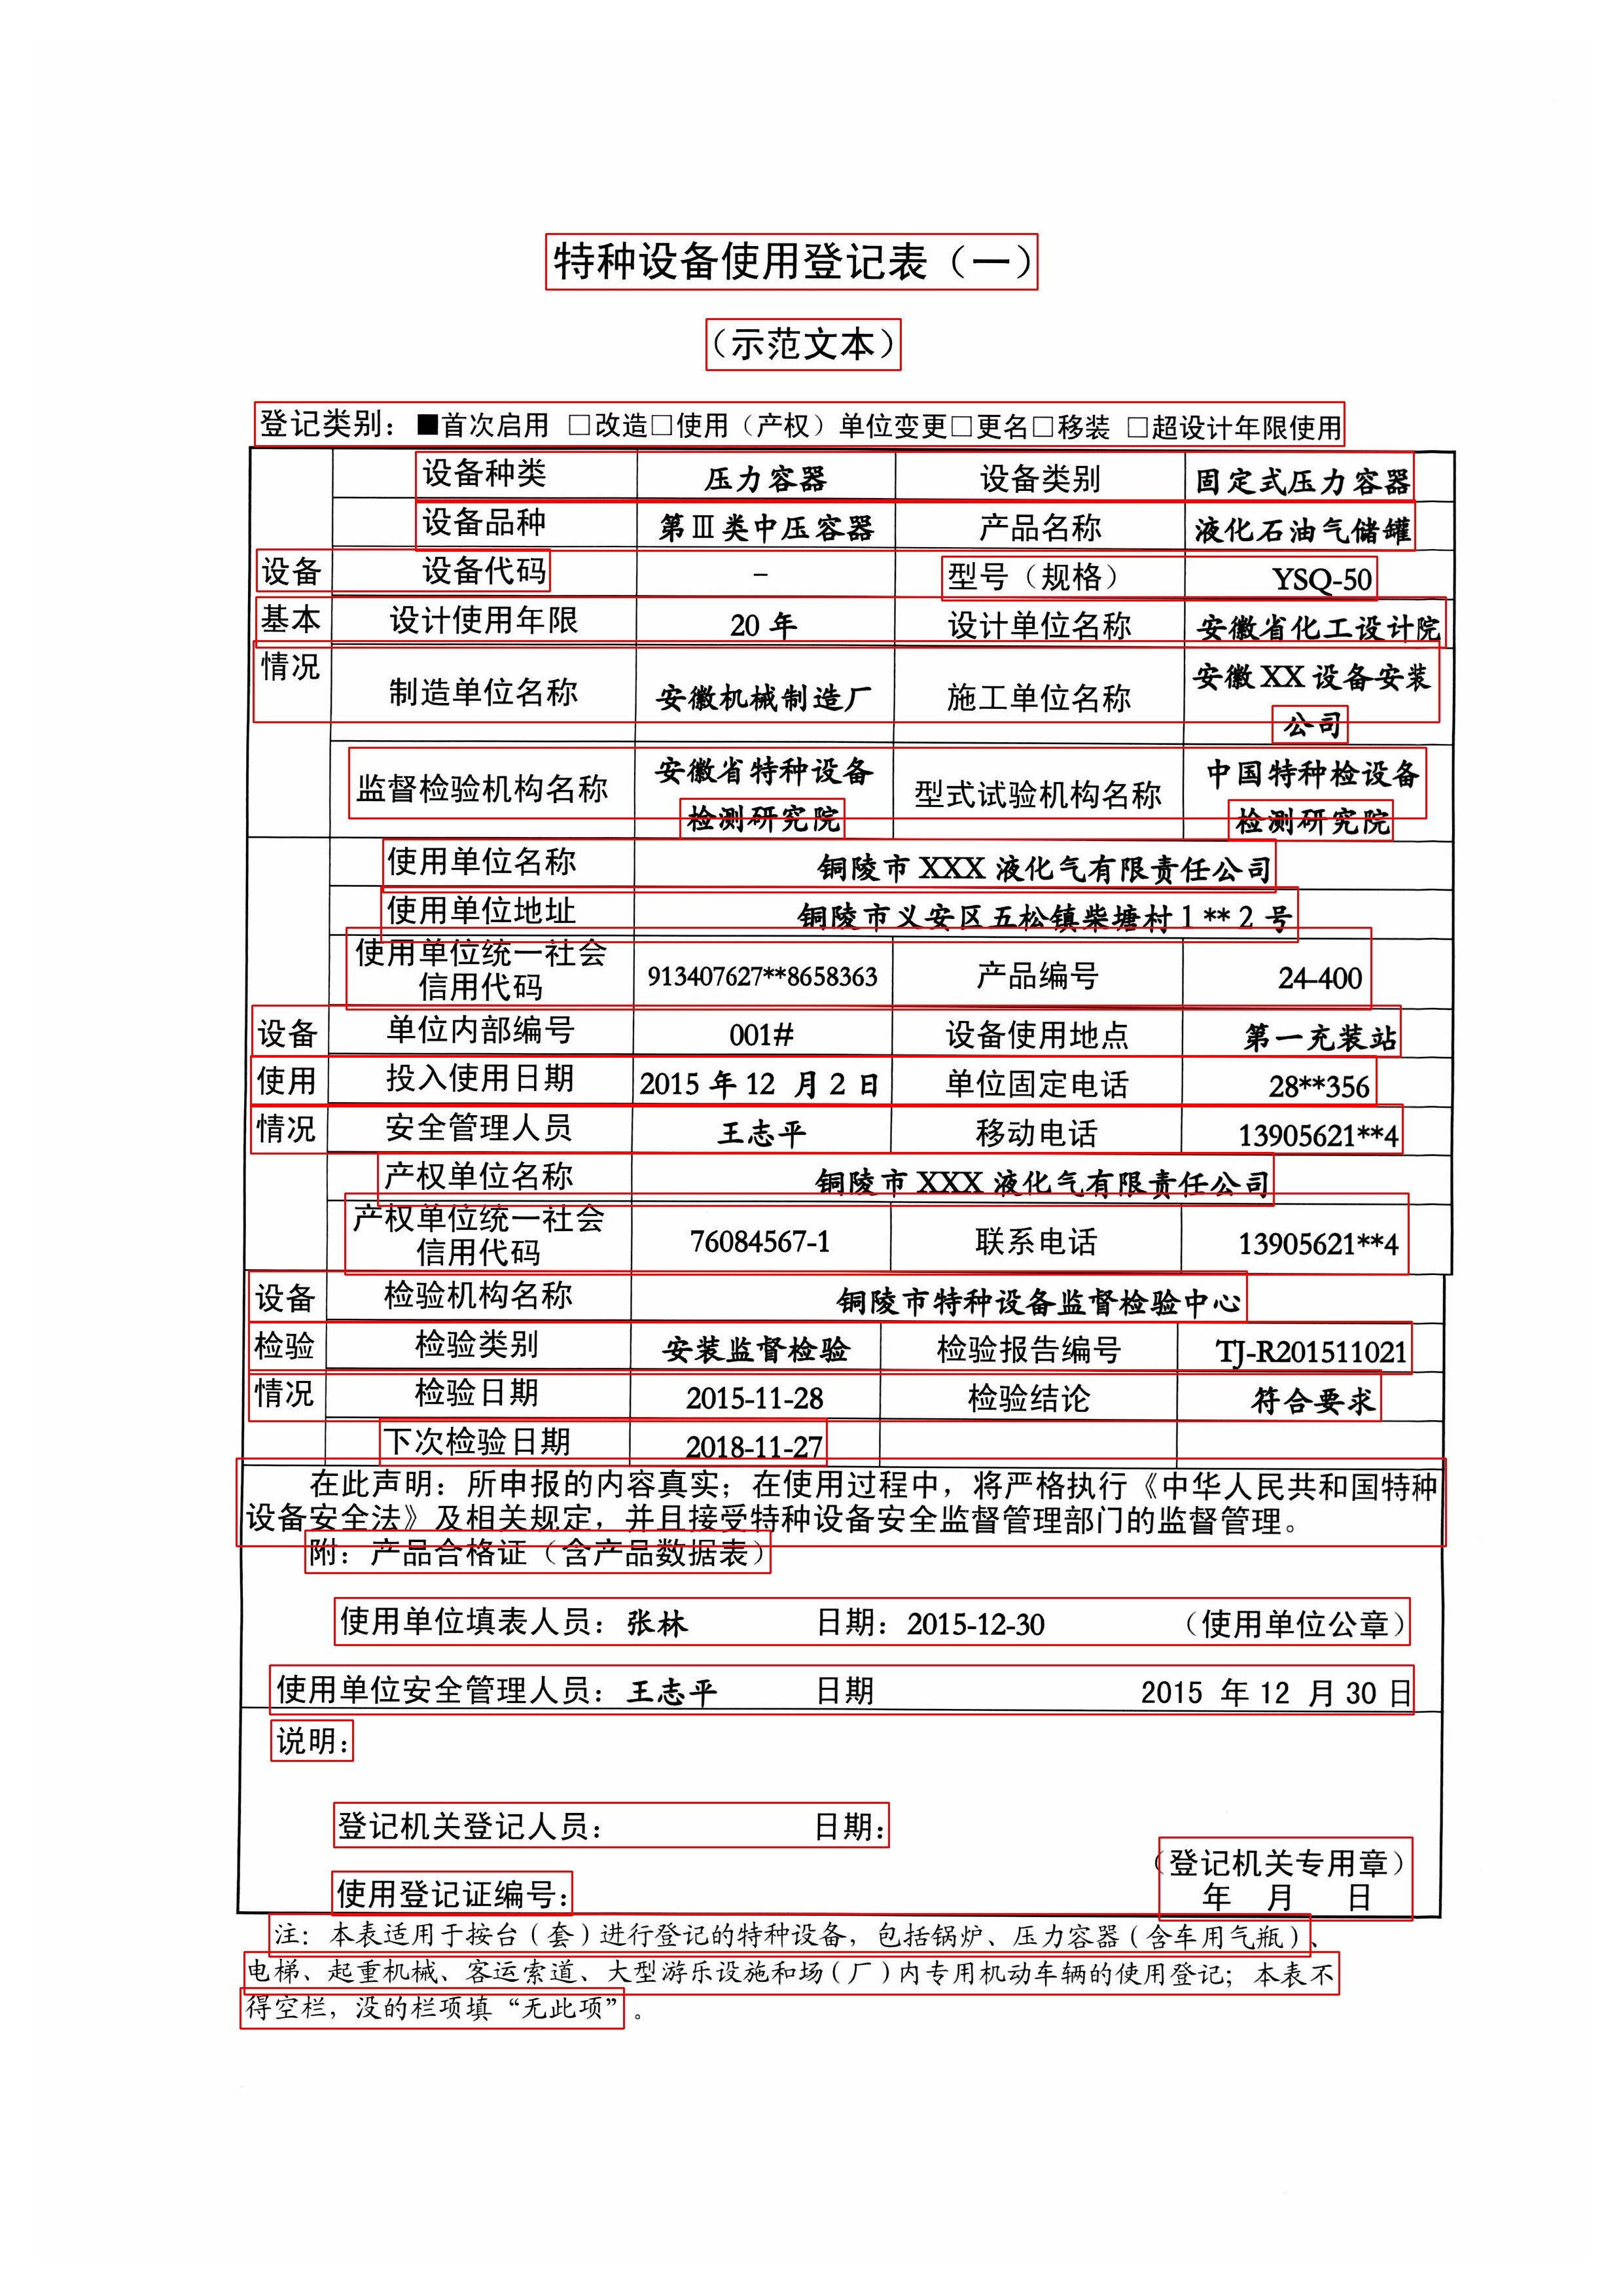 特种设备使用登记表（一）
（示范文本）
登记类别：■首次启用 □改造□使用（产权）单位变更□更名□移装 □超设计年限使用
设备种类 压力容器 设备类别 固定式压力容器
设备品种 第Ⅲ类中压容器 产品名称 液化石油气储罐
设备 设备代码 – 型号（规格） YSQ-50
基本 设计使用年限 20 年 设计单位名称 安徽省化工设计院
情况 制造单位名称 安徽机械制造厂 施工单位名称 安徽 XX 设备安装
公司
监督检验机构名称 安徽省特种设备 型式试验机构名称 中国特种检设备
检测研究院 检测研究院
使用单位名称 铜陵市 XXX 液化气有限责任公司
使用单位地址 铜陵市义安区五松镇柴塘村 1 ** 2 号
使用单位统一社会
信用代码 913407627**8658363 产品编号 24-400
设备 单位内部编号 001# 设备使用地点 第一充装站
使用 投入使用日期 2015 年 12 月 2 日 单位固定电话 28**356
情况 安全管理人员 王志平 移动电话 13905621**4
产权单位名称 铜陵市 XXX 液化气有限责任公司
产权单位统一社会
信用代码 76084567-1 联系电话 13905621**4
设备 检验机构名称 铜陵市特种设备监督检验中心
检验 检验类别 安装监督检验 检验报告编号 TJ-R201511021
情况 检验日期 2015-11-28 检验结论 符合要求
下次检验日期 2018-11-27
在此声明：所申报的内容真实；在使用过程中，将严格执行《中华人民共和国特种
设备安全法》及相关规定，并且接受特种设备安全监督管理部门的监督管理。
附：产品合格证（含产品数据表）
使用单位填表人员：张林 日期：2015-12-30 （使用单位公章）
使用单位安全管理人员：王志平 日期 2015 年 12 月 30 日
说明：
登记机关登记人员： 日期：
（登记机关专用章）
使用登记证编号： 年 月 日
注：本表适用于按台（套）进行登记的特种设备，包括锅炉、压力容器（含车用气瓶）、
电梯、起重机械、客运索道、大型游乐设施和场（厂）内专用机动车辆的使用登记；本表不
得空栏，没的栏项填“无此项”。